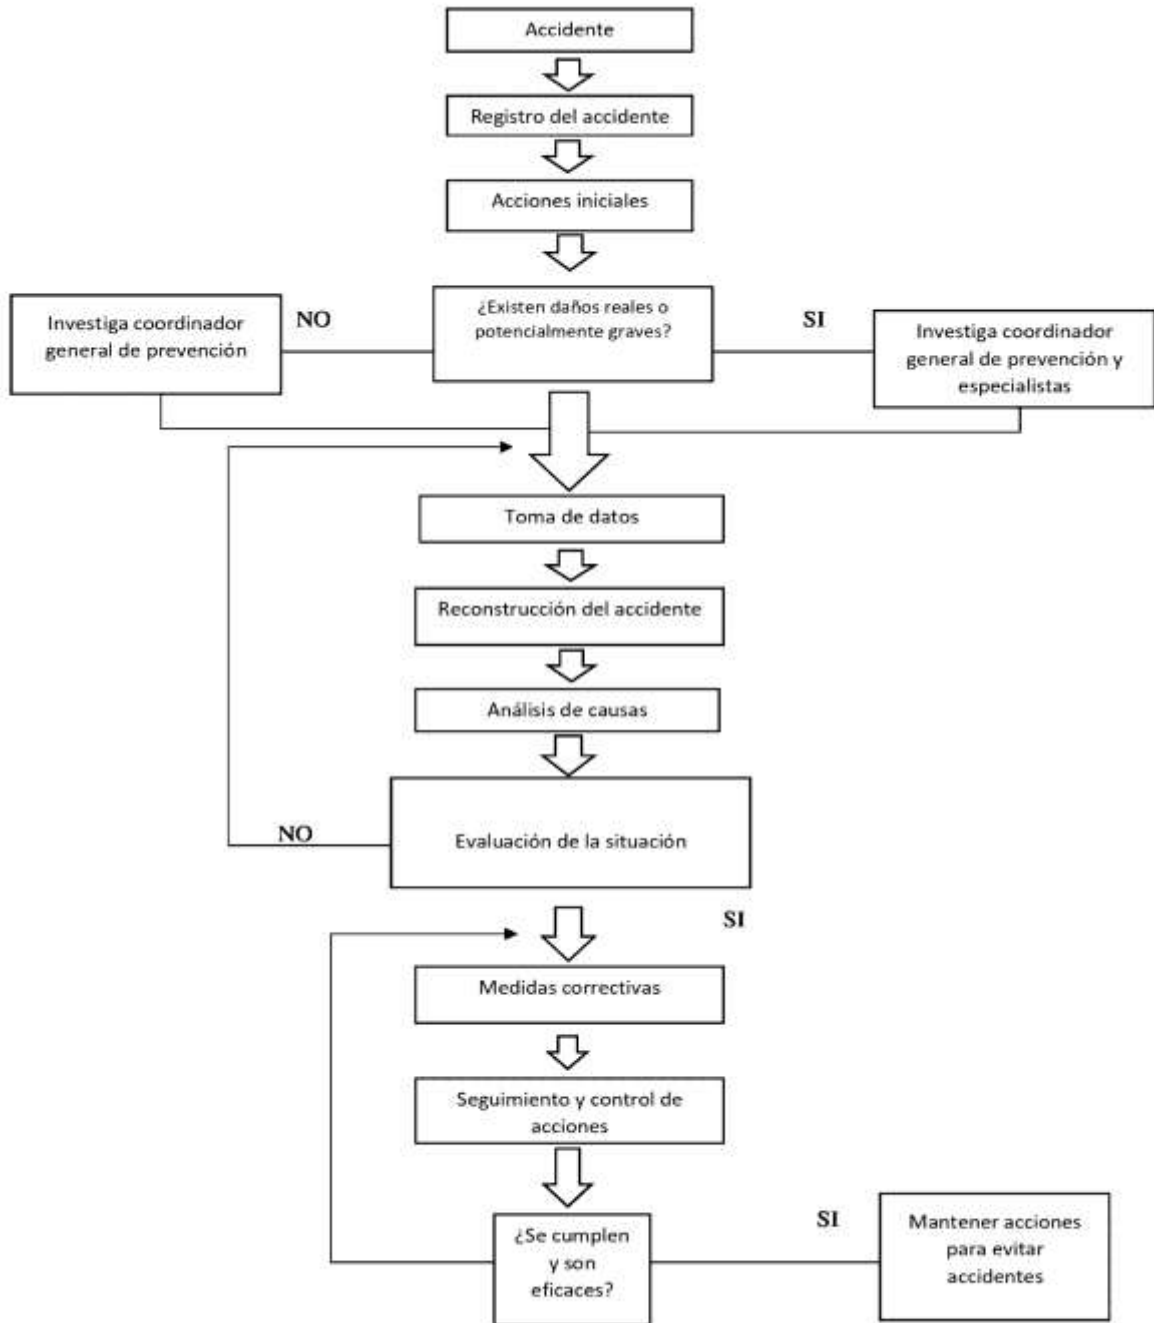 Accidente
Registro del accidente
Acciones iniciales
¿Existen daños reales o
potencialmente graves?
NO
SI
Investiga coordinador
general de prevención
Investiga coordinador
general de prevención y
especialistas
Toma de datos
Reconstrucción del accidente
Análisis de causas
Evaluación de la situación
NO
SI
Medidas correctivas
Seguimiento y control de
acciones
¿Se cumplen
y son
eficaces?
SI
Mantener acciones
para evitar
accidentes